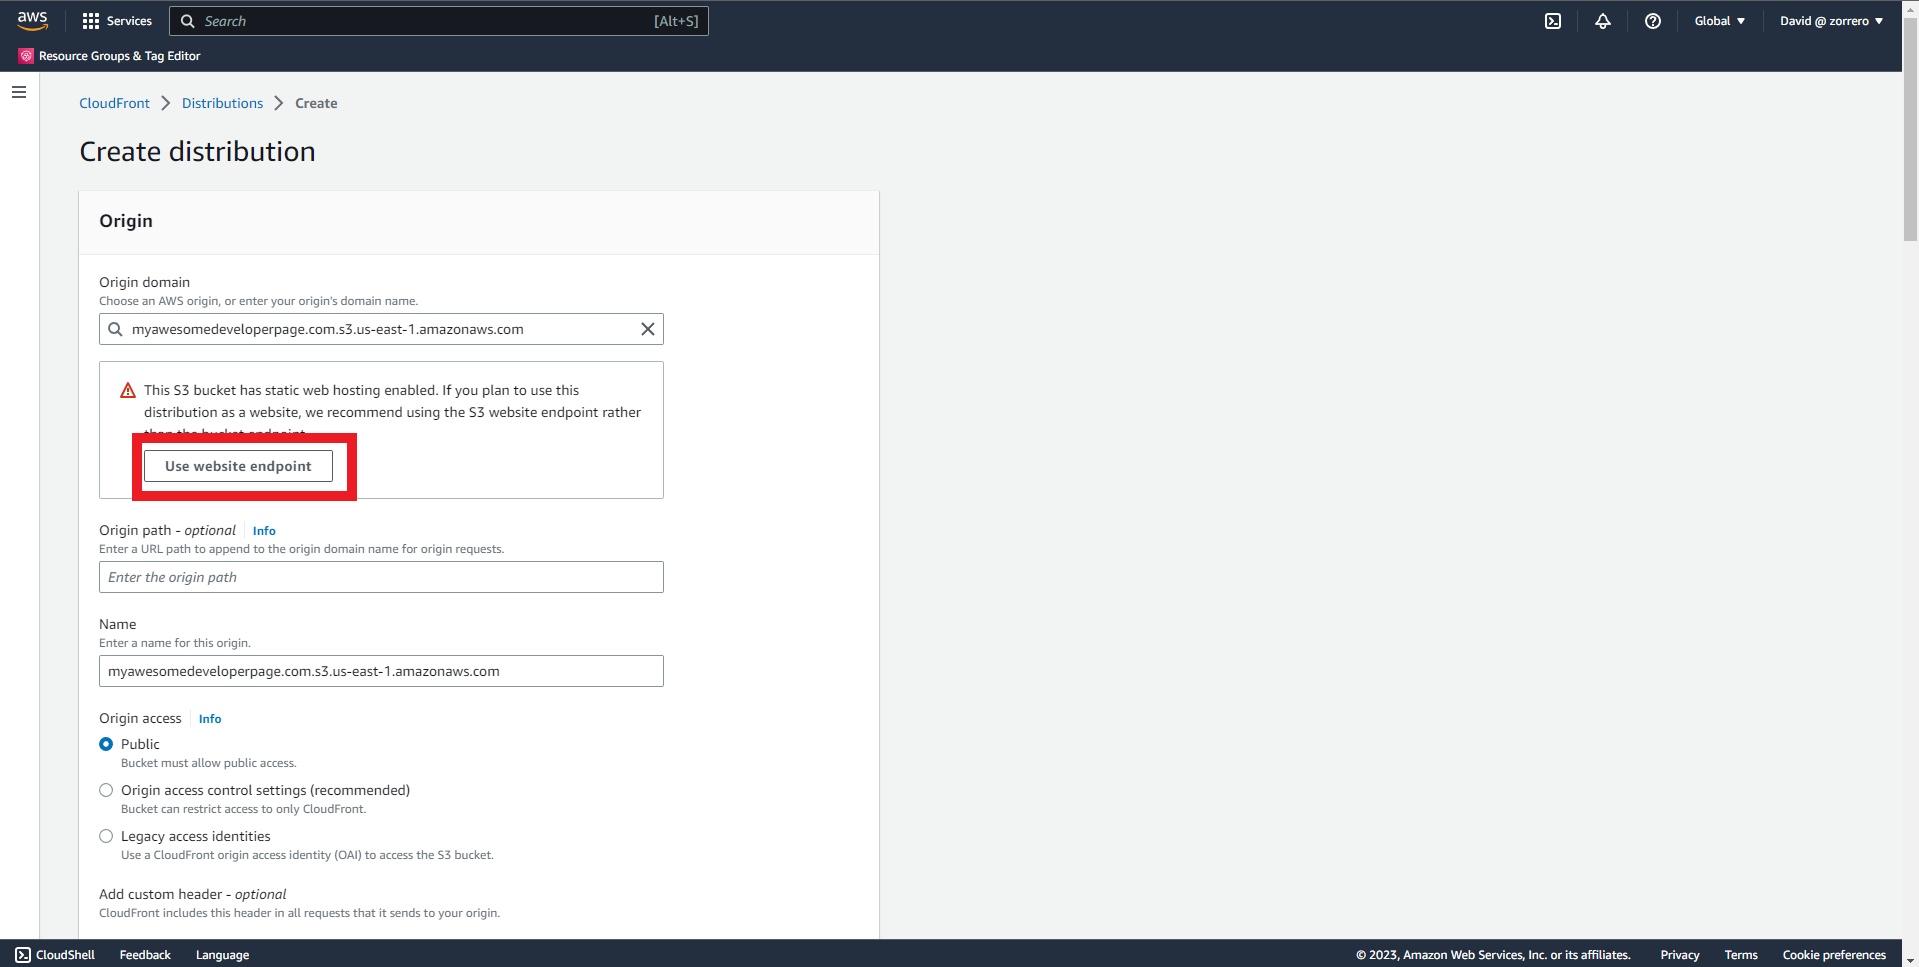 aws
Services
Search
[Alt+S]
Global
David @ zorrero
Resource Groups & Tag Editor
CloudFront
Distributions
Create
Create distribution
Origin
Origin domain
Choose an AWS origin, or enter your origin's domain name.
myawesomedeveloperpage.com.s3.us-east-1.amazonaws.com
This S3 bucket has static web hosting enabled. If you plan to use this
distribution as a website, we recommend using the S3 website endpoint rather
than the bucket endpoint.
Use website endpoint
Origin path - optional
Info
Enter a URL path to append to the origin domain name for origin requests.
Enter the origin path
Name
Enter a name for this origin.
myawesomedeveloperpage.com.s3.us-east-1.amazonaws.com
Origin access
Info
Public
Bucket must allow public access.
Origin access control settings (recommended)
Bucket can restrict access to only CloudFront.
Legacy access identities
Use a CloudFront origin access identity (OAI) to access the S3 bucket.
Add custom header - optional
CloudFront includes this header in all requests that it sends to your origin.
CloudShell
Feedback
Language
© 2023, Amazon Web Services, Inc. or its affiliates.
Privacy
Terms
Cookie preferences